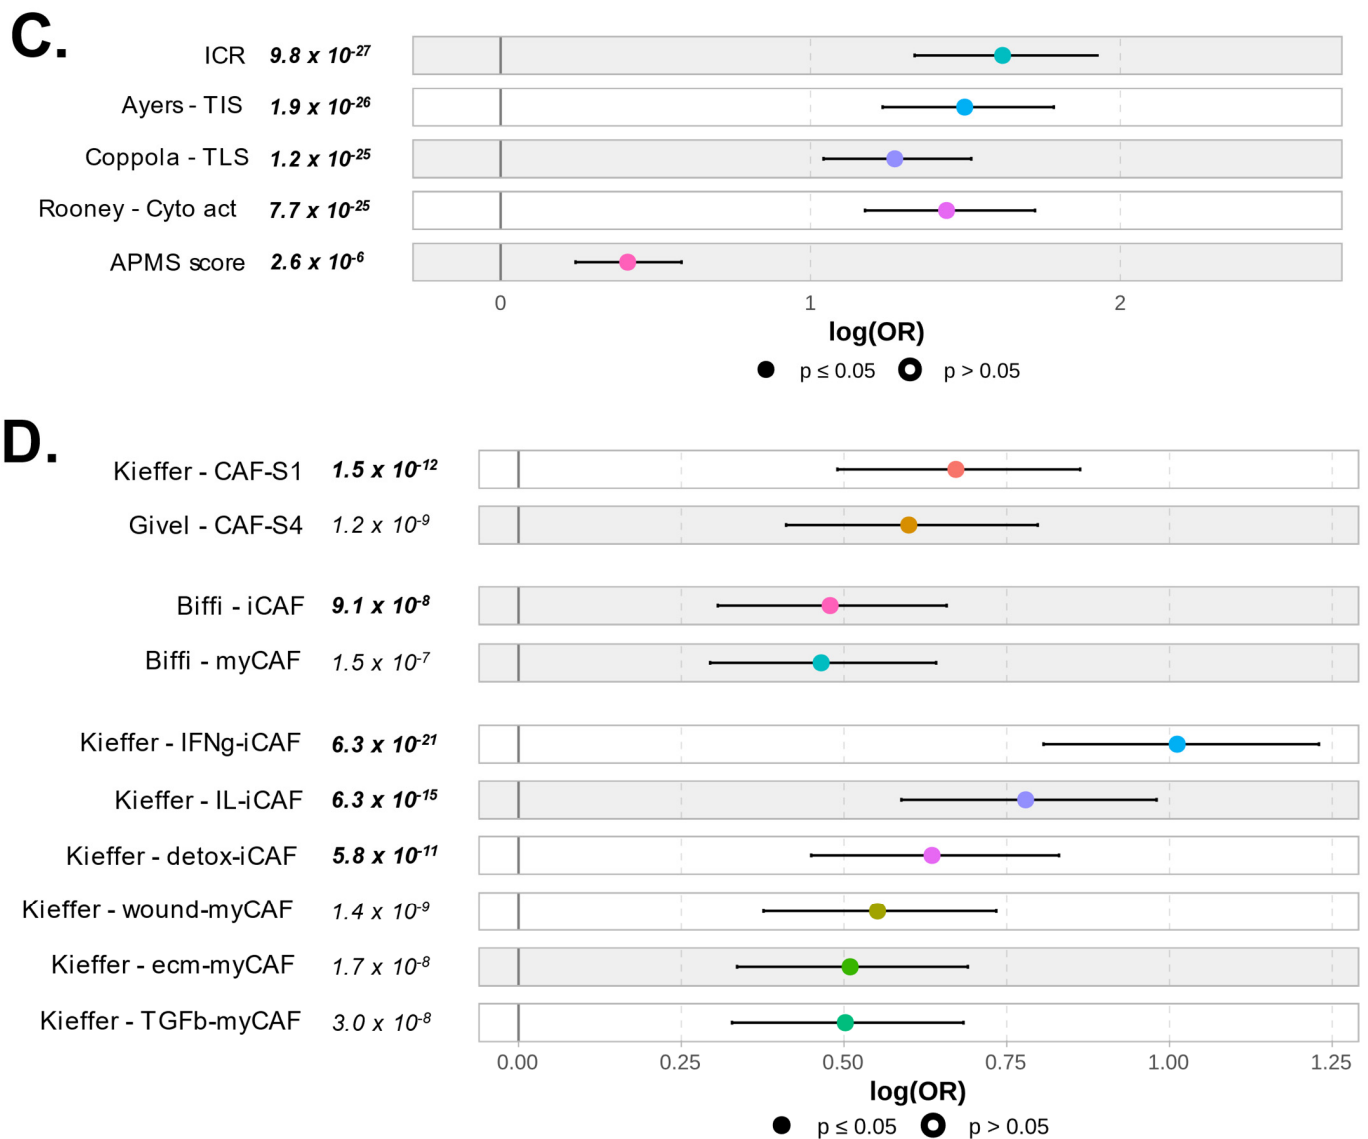 C.
ICR 9.8 x 10⁻²⁷
Ayers - TIS 1.9 x 10⁻²⁶
Coppola - TLS 1.2 x 10⁻²⁵
Rooney - Cyto act 7.7 x 10⁻²⁵
APMS score 2.6 x 10⁻⁶
0 1 2
log(OR)
p ≤ 0.05 p > 0.05
D.
Kieffer - CAF-S1 1.5 x 10⁻¹²
Givel - CAF-S4 1.2 x 10⁻⁹
Biffi - iCAF 9.1 x 10⁻⁸
Biffi - myCAF 1.5 x 10⁻⁷
Kieffer - IFNg-iCAF 6.3 x 10⁻²¹
Kieffer - IL-iCAF 6.3 x 10⁻¹⁵
Kieffer - detox-iCAF 5.8 x 10⁻¹¹
Kieffer - wound-myCAF 1.4 x 10⁻⁹
Kieffer - ecm-myCAF 1.7 x 10⁻⁸
Kieffer - TGFb-myCAF 3.0 x 10⁻⁸
0.00 0.25 0.50 0.75 1.00 1.25
log(OR)
p ≤ 0.05 p > 0.05